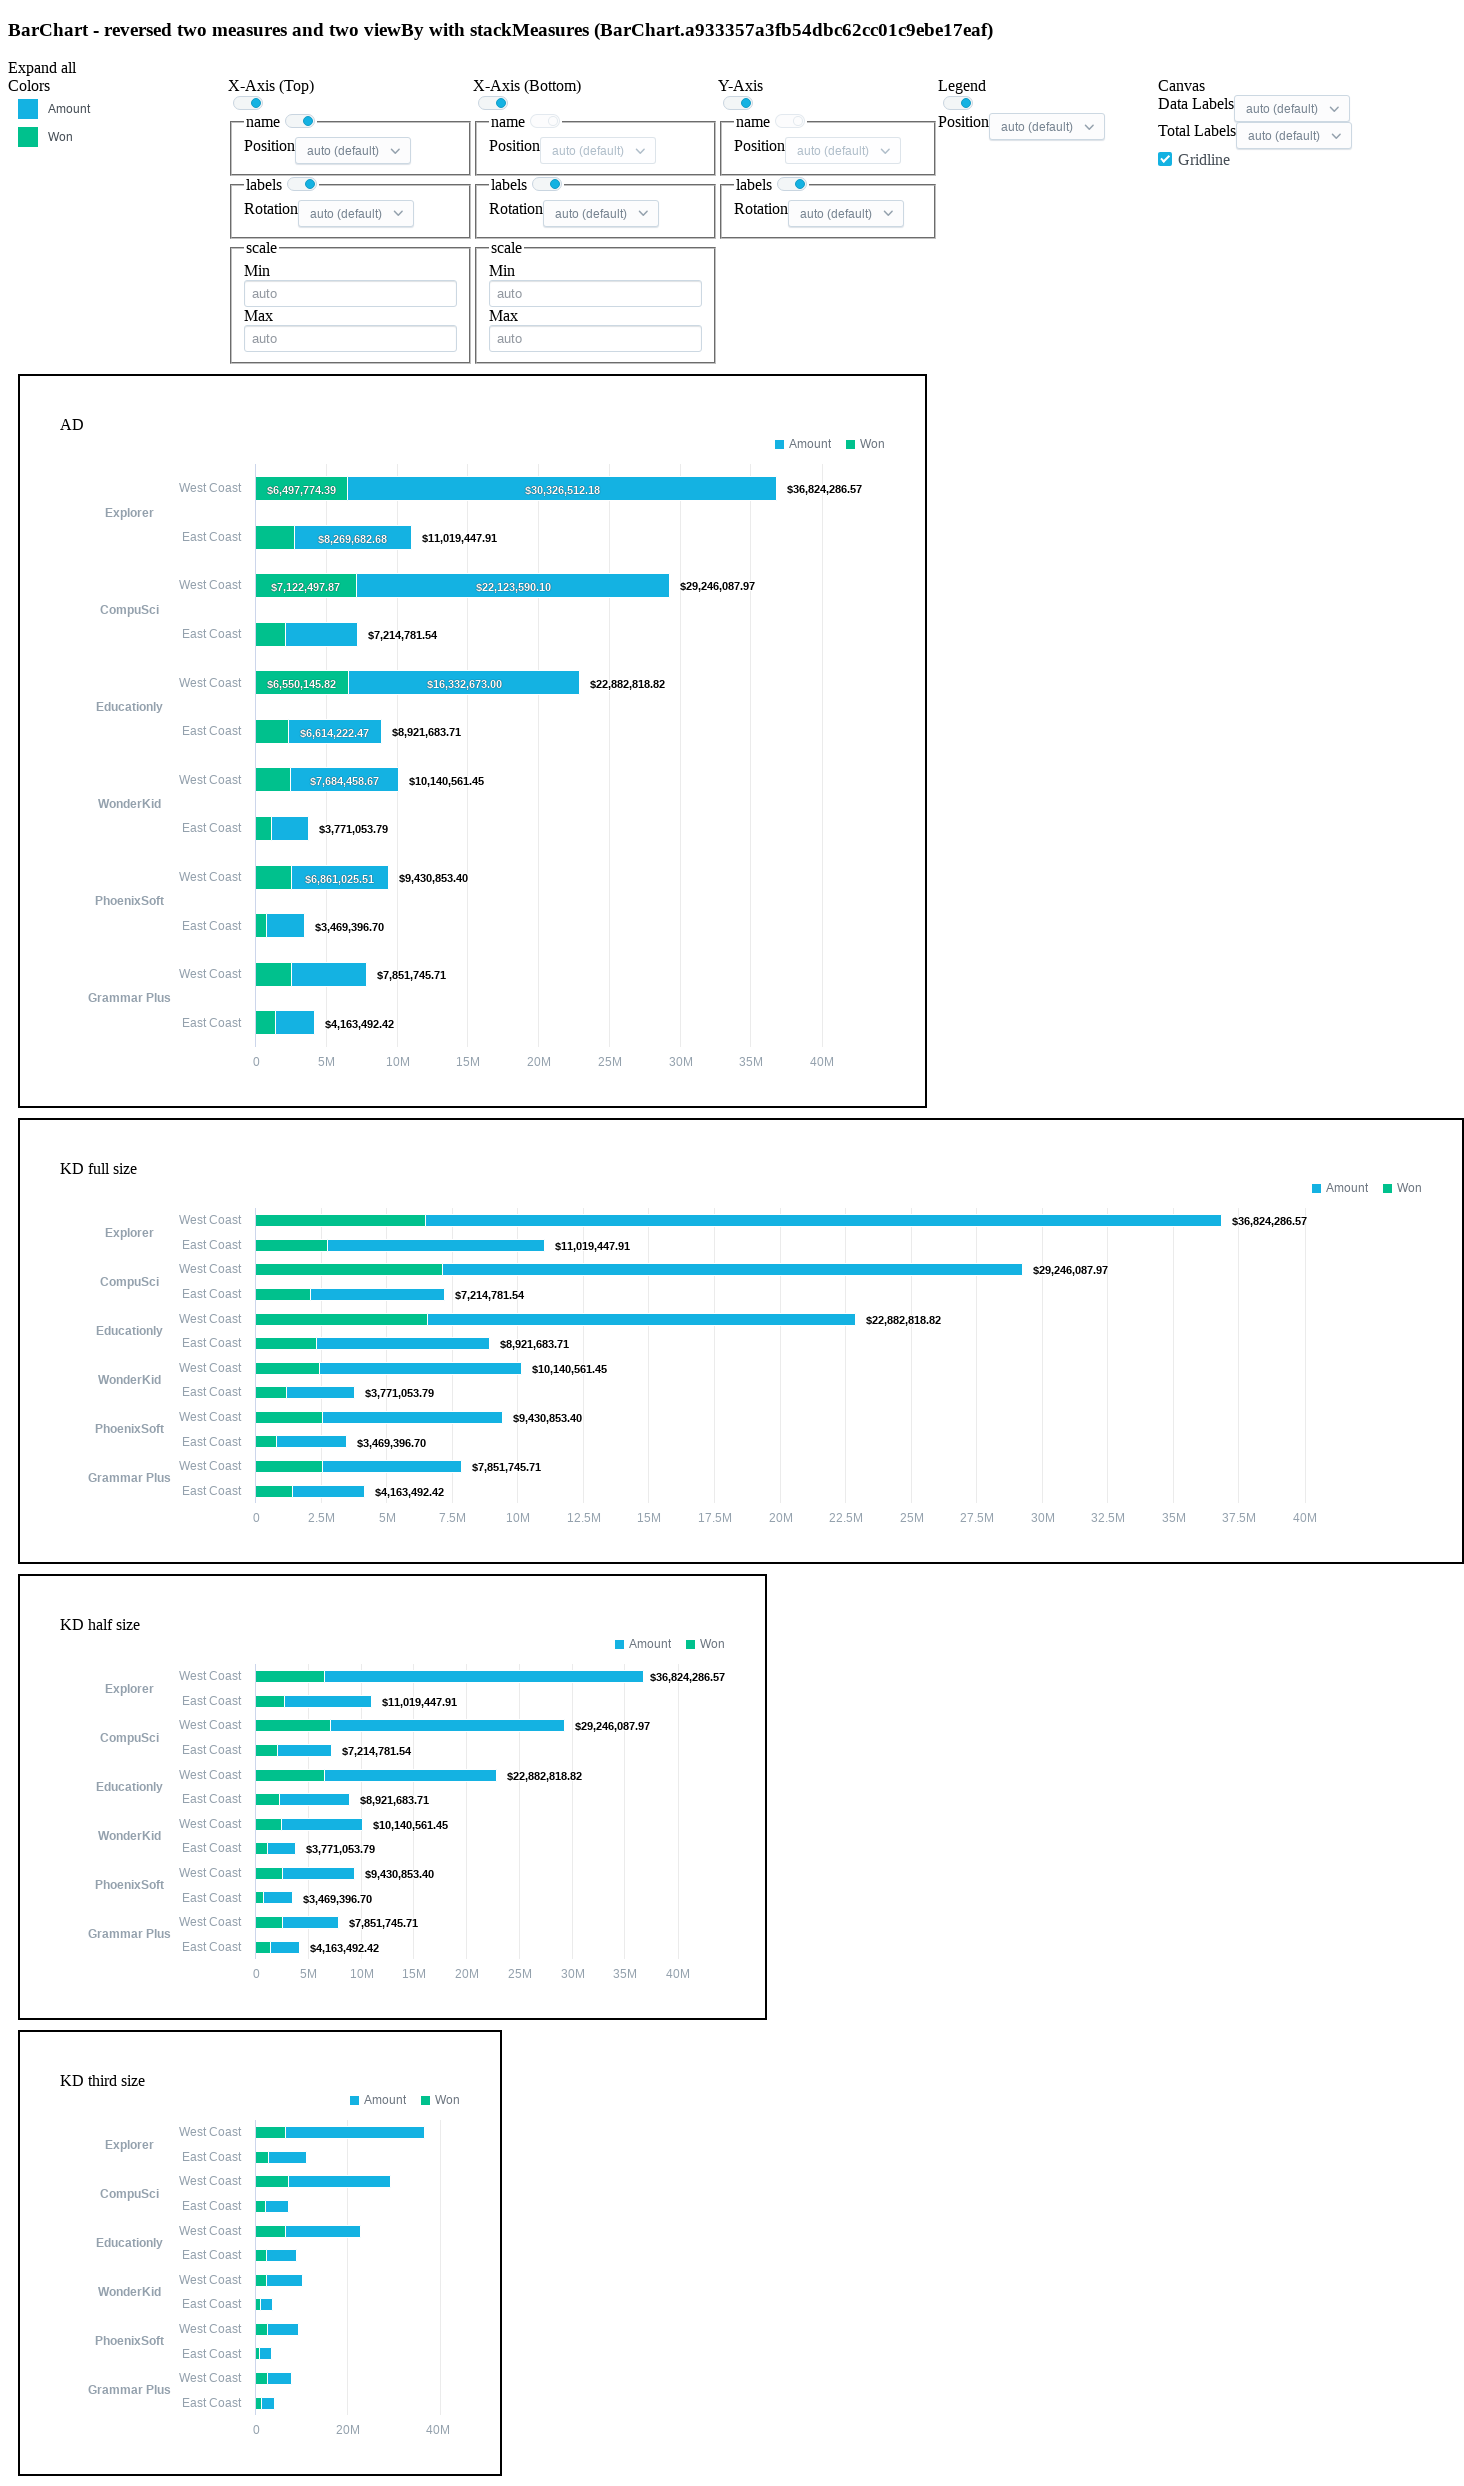 BarChart - reversed two measures and two viewBy with stackMeasures (BarChart.a933357a3fb54dbc62cc01c9ebe17eaf)
Expand all
Colors
Amount
Won
X-Axis (Top)
name
Position auto (default)
labels
Rotation auto (default)
scale
Min
auto
Max
auto
X-Axis (Bottom)
name
Position auto (default)
labels
Rotation auto (default)
scale
Min
auto
Max
auto
Y-Axis
name
Position auto (default)
labels
Rotation auto (default)
Legend
Position auto (default)
Canvas
Data Labels auto (default)
Total Labels auto (default)
Gridline
AD
Amount Won
Explorer
West Coast $6,497,774.39 $30,326,512.18 $36,824,286.57
East Coast $8,269,682.68 $11,019,447.91
CompuSci
West Coast $7,122,497.87 $22,123,590.10 $29,246,087.97
East Coast $7,214,781.54
Educationly
West Coast $6,550,145.82 $16,332,673.00 $22,882,818.82
East Coast $6,614,222.47 $8,921,683.71
WonderKid
West Coast $7,684,458.67 $10,140,561.45
East Coast $3,771,053.79
PhoenixSoft
West Coast $6,861,025.51 $9,430,853.40
East Coast $3,469,396.70
Grammar Plus
West Coast $7,851,745.71
East Coast $4,163,492.42
0 5M 10M 15M 20M 25M 30M 35M 40M
KD full size
Amount Won
Explorer
West Coast $36,824,286.57
East Coast $11,019,447.91
CompuSci
West Coast $29,246,087.97
East Coast $7,214,781.54
Educationly
West Coast $22,882,818.82
East Coast $8,921,683.71
WonderKid
West Coast $10,140,561.45
East Coast $3,771,053.79
PhoenixSoft
West Coast $9,430,853.40
East Coast $3,469,396.70
Grammar Plus
West Coast $7,851,745.71
East Coast $4,163,492.42
0 2.5M 5M 7.5M 10M 12.5M 15M 17.5M 20M 22.5M 25M 27.5M 30M 32.5M 35M 37.5M 40M
KD half size
Amount Won
Explorer
West Coast $36,824,286.57
East Coast $11,019,447.91
CompuSci
West Coast $29,246,087.97
East Coast $7,214,781.54
Educationly
West Coast $22,882,818.82
East Coast $8,921,683.71
WonderKid
West Coast $10,140,561.45
East Coast $3,771,053.79
PhoenixSoft
West Coast $9,430,853.40
East Coast $3,469,396.70
Grammar Plus
West Coast $7,851,745.71
East Coast $4,163,492.42
0 5M 10M 15M 20M 25M 30M 35M 40M
KD third size
Amount Won
Explorer
West Coast
East Coast
CompuSci
West Coast
East Coast
Educationly
West Coast
East Coast
WonderKid
West Coast
East Coast
PhoenixSoft
West Coast
East Coast
Grammar Plus
West Coast
East Coast
0 20M 40M